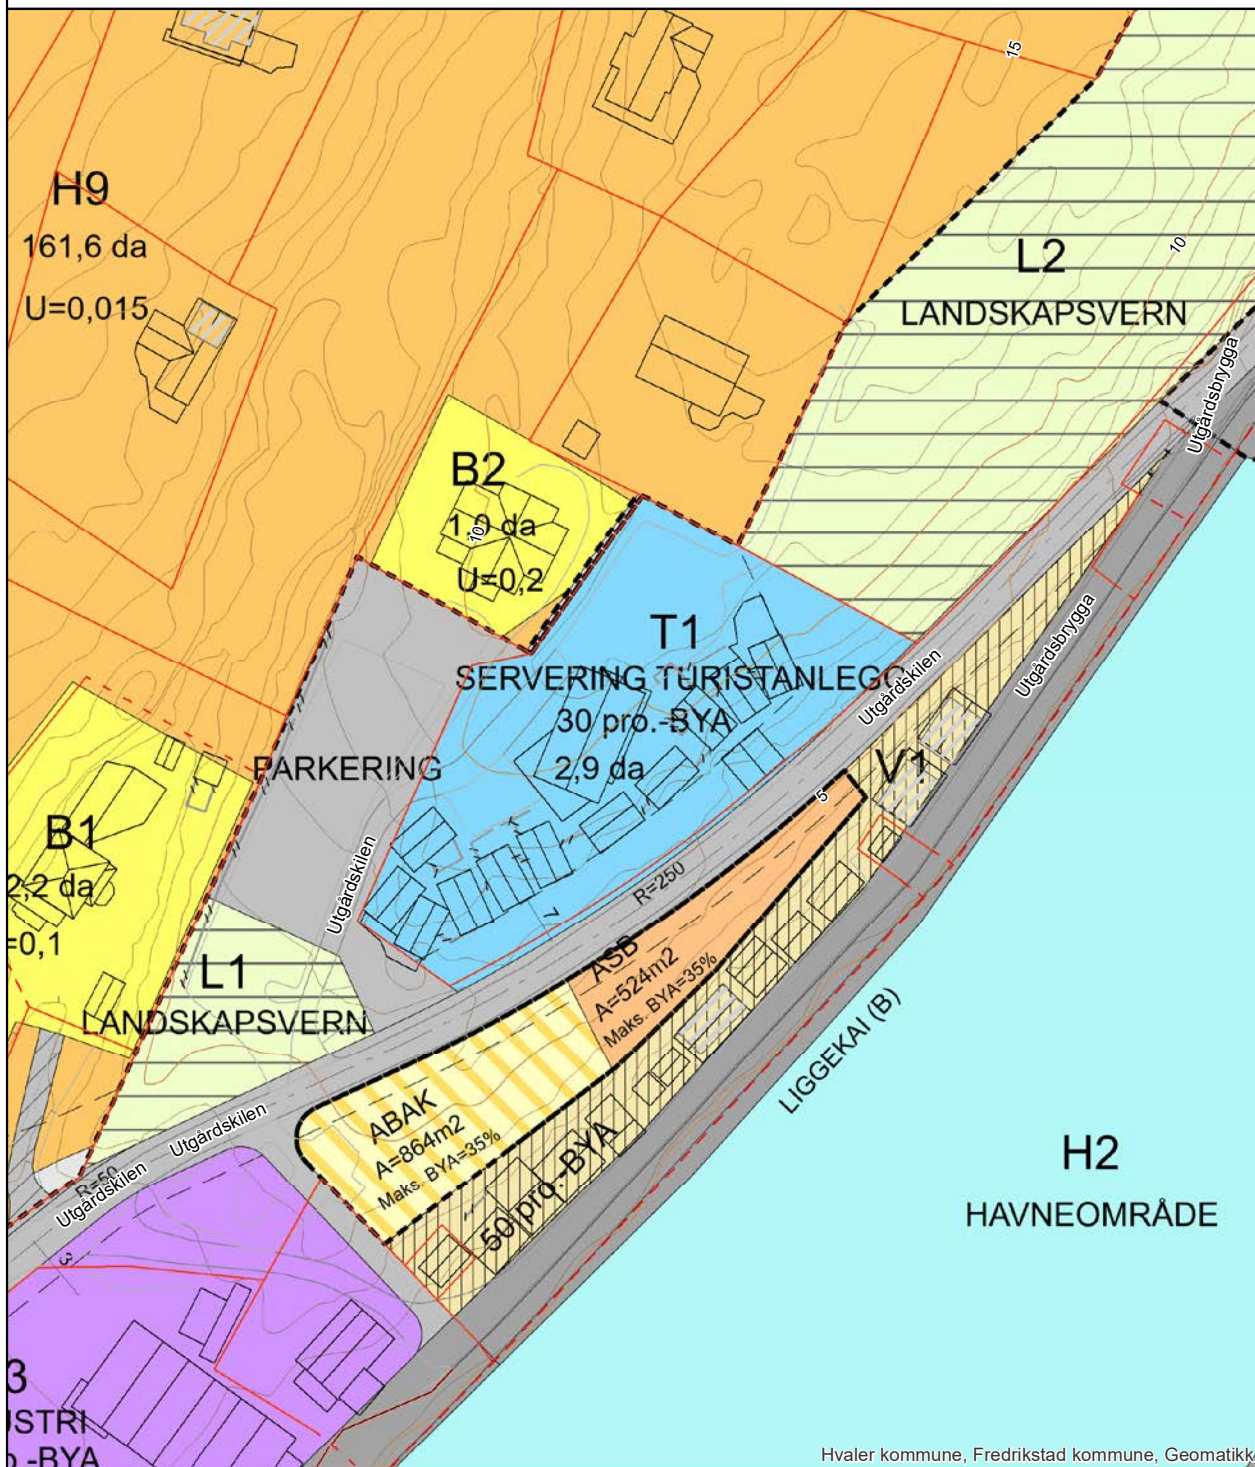 15
H9
161,6 da
U=0,015
L2
LANDSKAPSVERN
10
Utgårdsbrygga
B2
1,0 da
10
U=0,2
T1
SERVERING TURISTANLEGG
30 pro.-BYA
2,9 da
Utgårdskilen
Utgårdsbrygga
PARKERING
V1
5
B1
2,2 da
=0,1
Utgårdskilen
R=250
7
L1
LANDSKAPSVERN
ASB
A=524m2
Maks. BYA=35%
LIGGEKAI (B)
ABAK
A=864m2
Maks. BYA=35%
50 pro.-BYA
Utgårdskilen
R=50
Utgårdskilen
H2
HAVNEOMRÅDE
3
3
USTRI
-BYA
Hvaler kommune, Fredrikstad kommune, Geomatikk